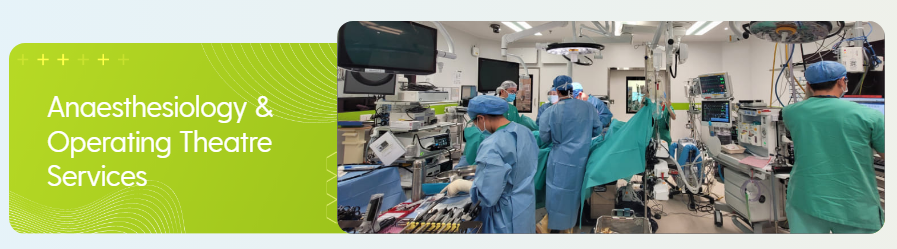 Anaesthesiology &
Operating Theatre
Services